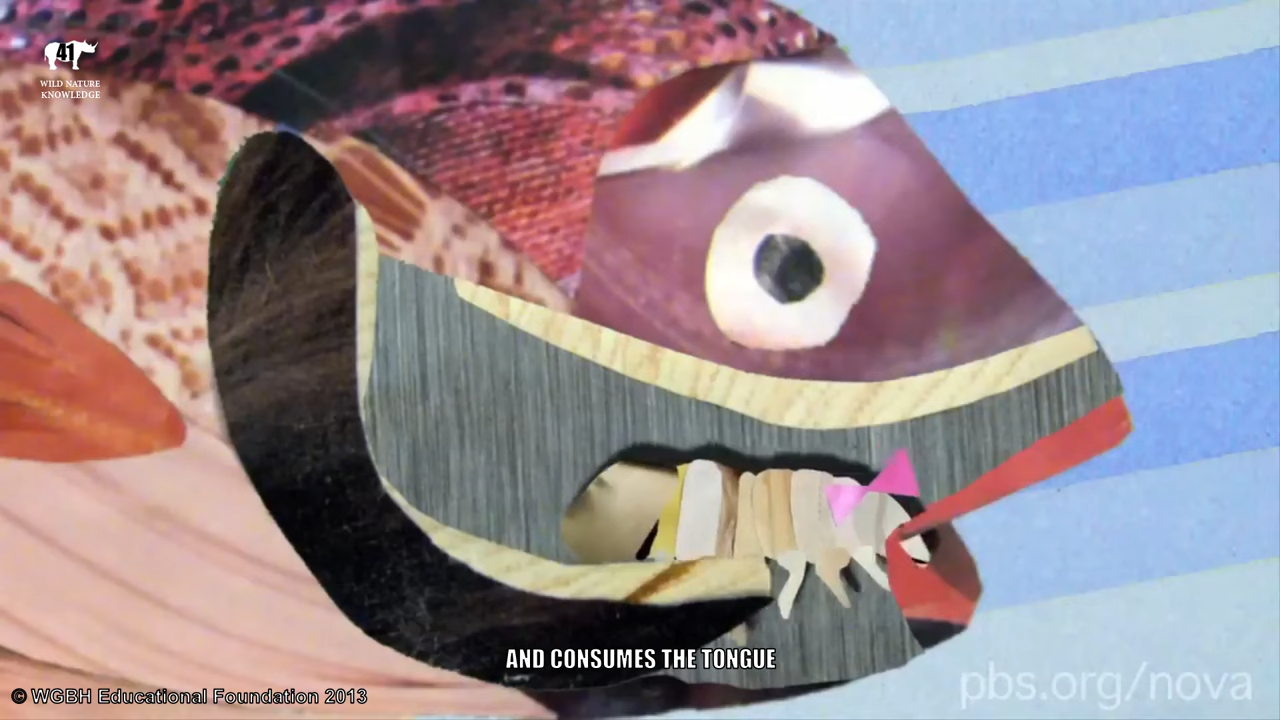 41
WILD NATURE
KNOWLEDGE
AND CONSUMES THE TONGUE
© WGBH Educational Foundation 2013
pbs.org/nova